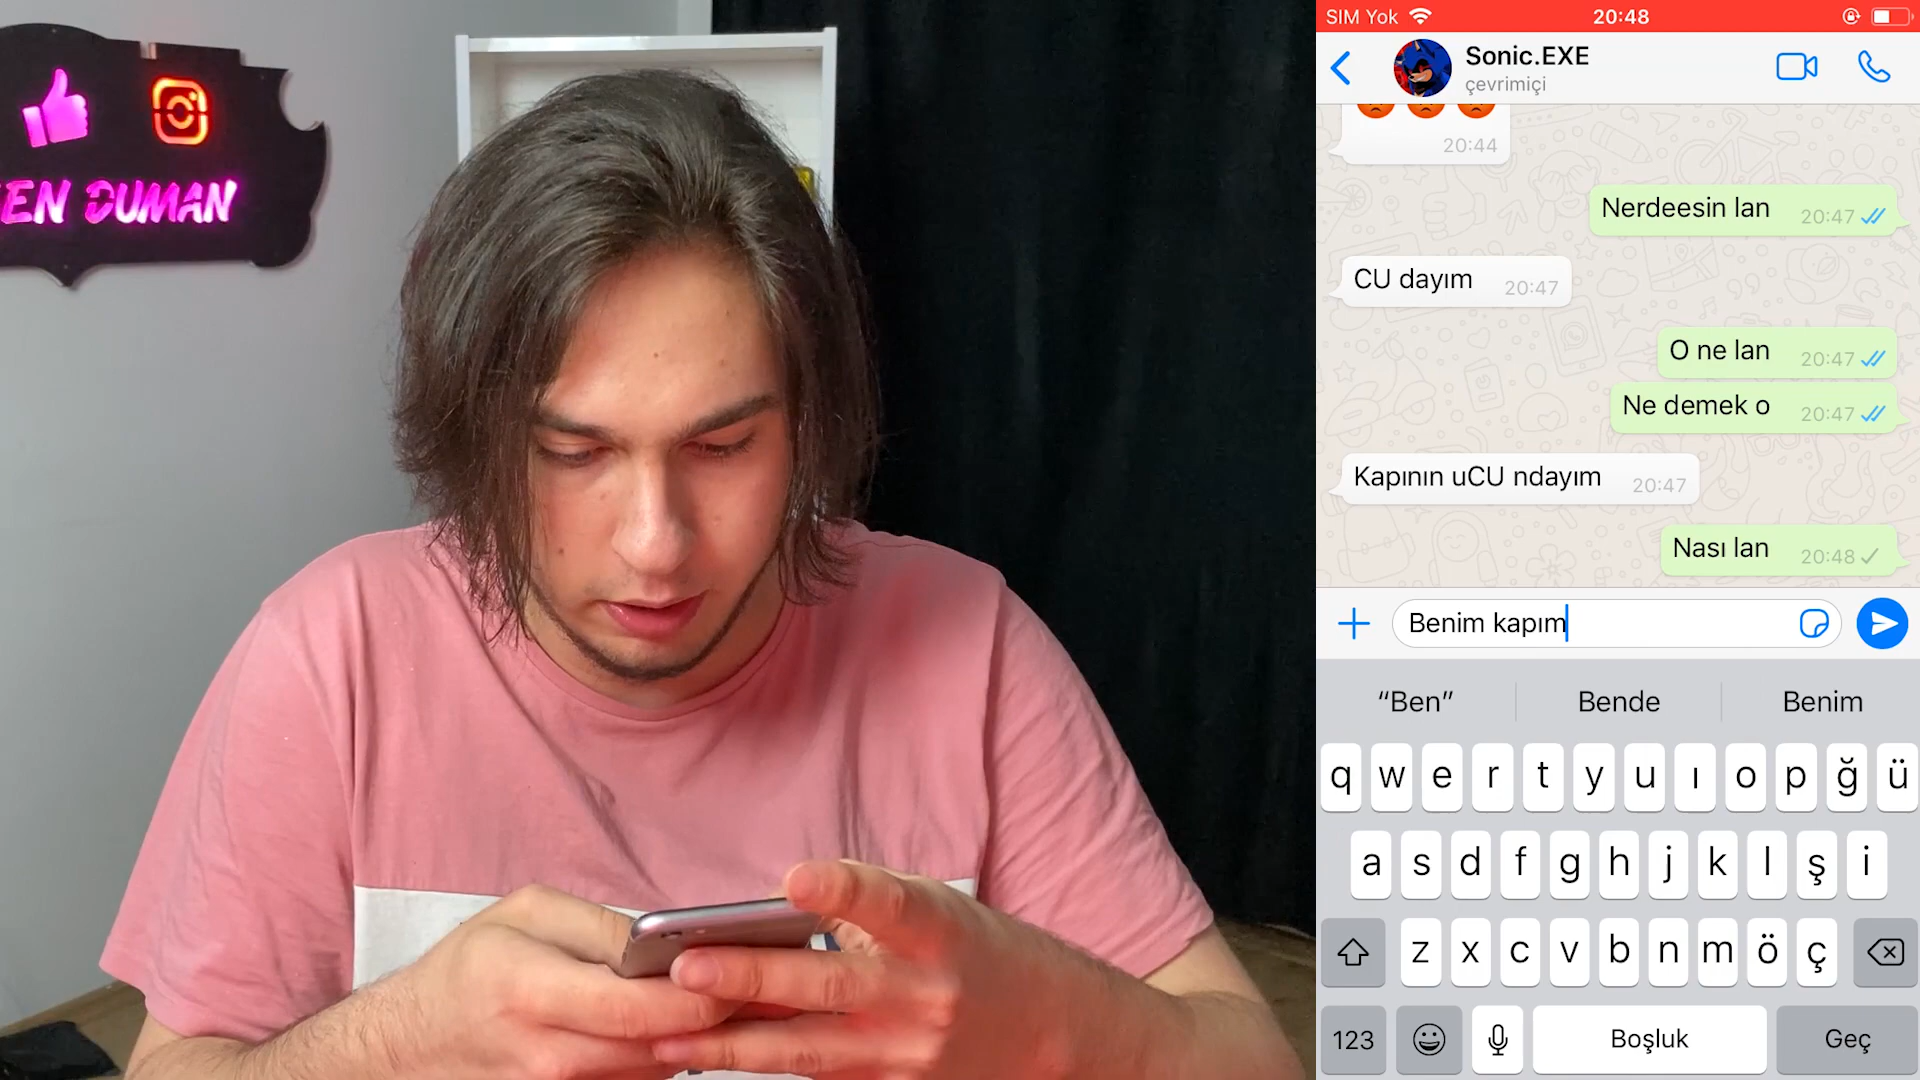 EN DUMAN
SIM Yok
20:48
Sonic.EXE
çevrimiçi
20:44
Nerdeesin lan 20:47
CU dayım 20:47
O ne lan 20:47
Ne demek o 20:47
Kapının uCU ndayım 20:47
Nası lan 20:48
Benim kapım
“Ben” Bende Benim
q w e r t y u ı o p ğ ü
a s d f g h j k l ş i
z x c v b n m ö ç
123 Boşluk Geç